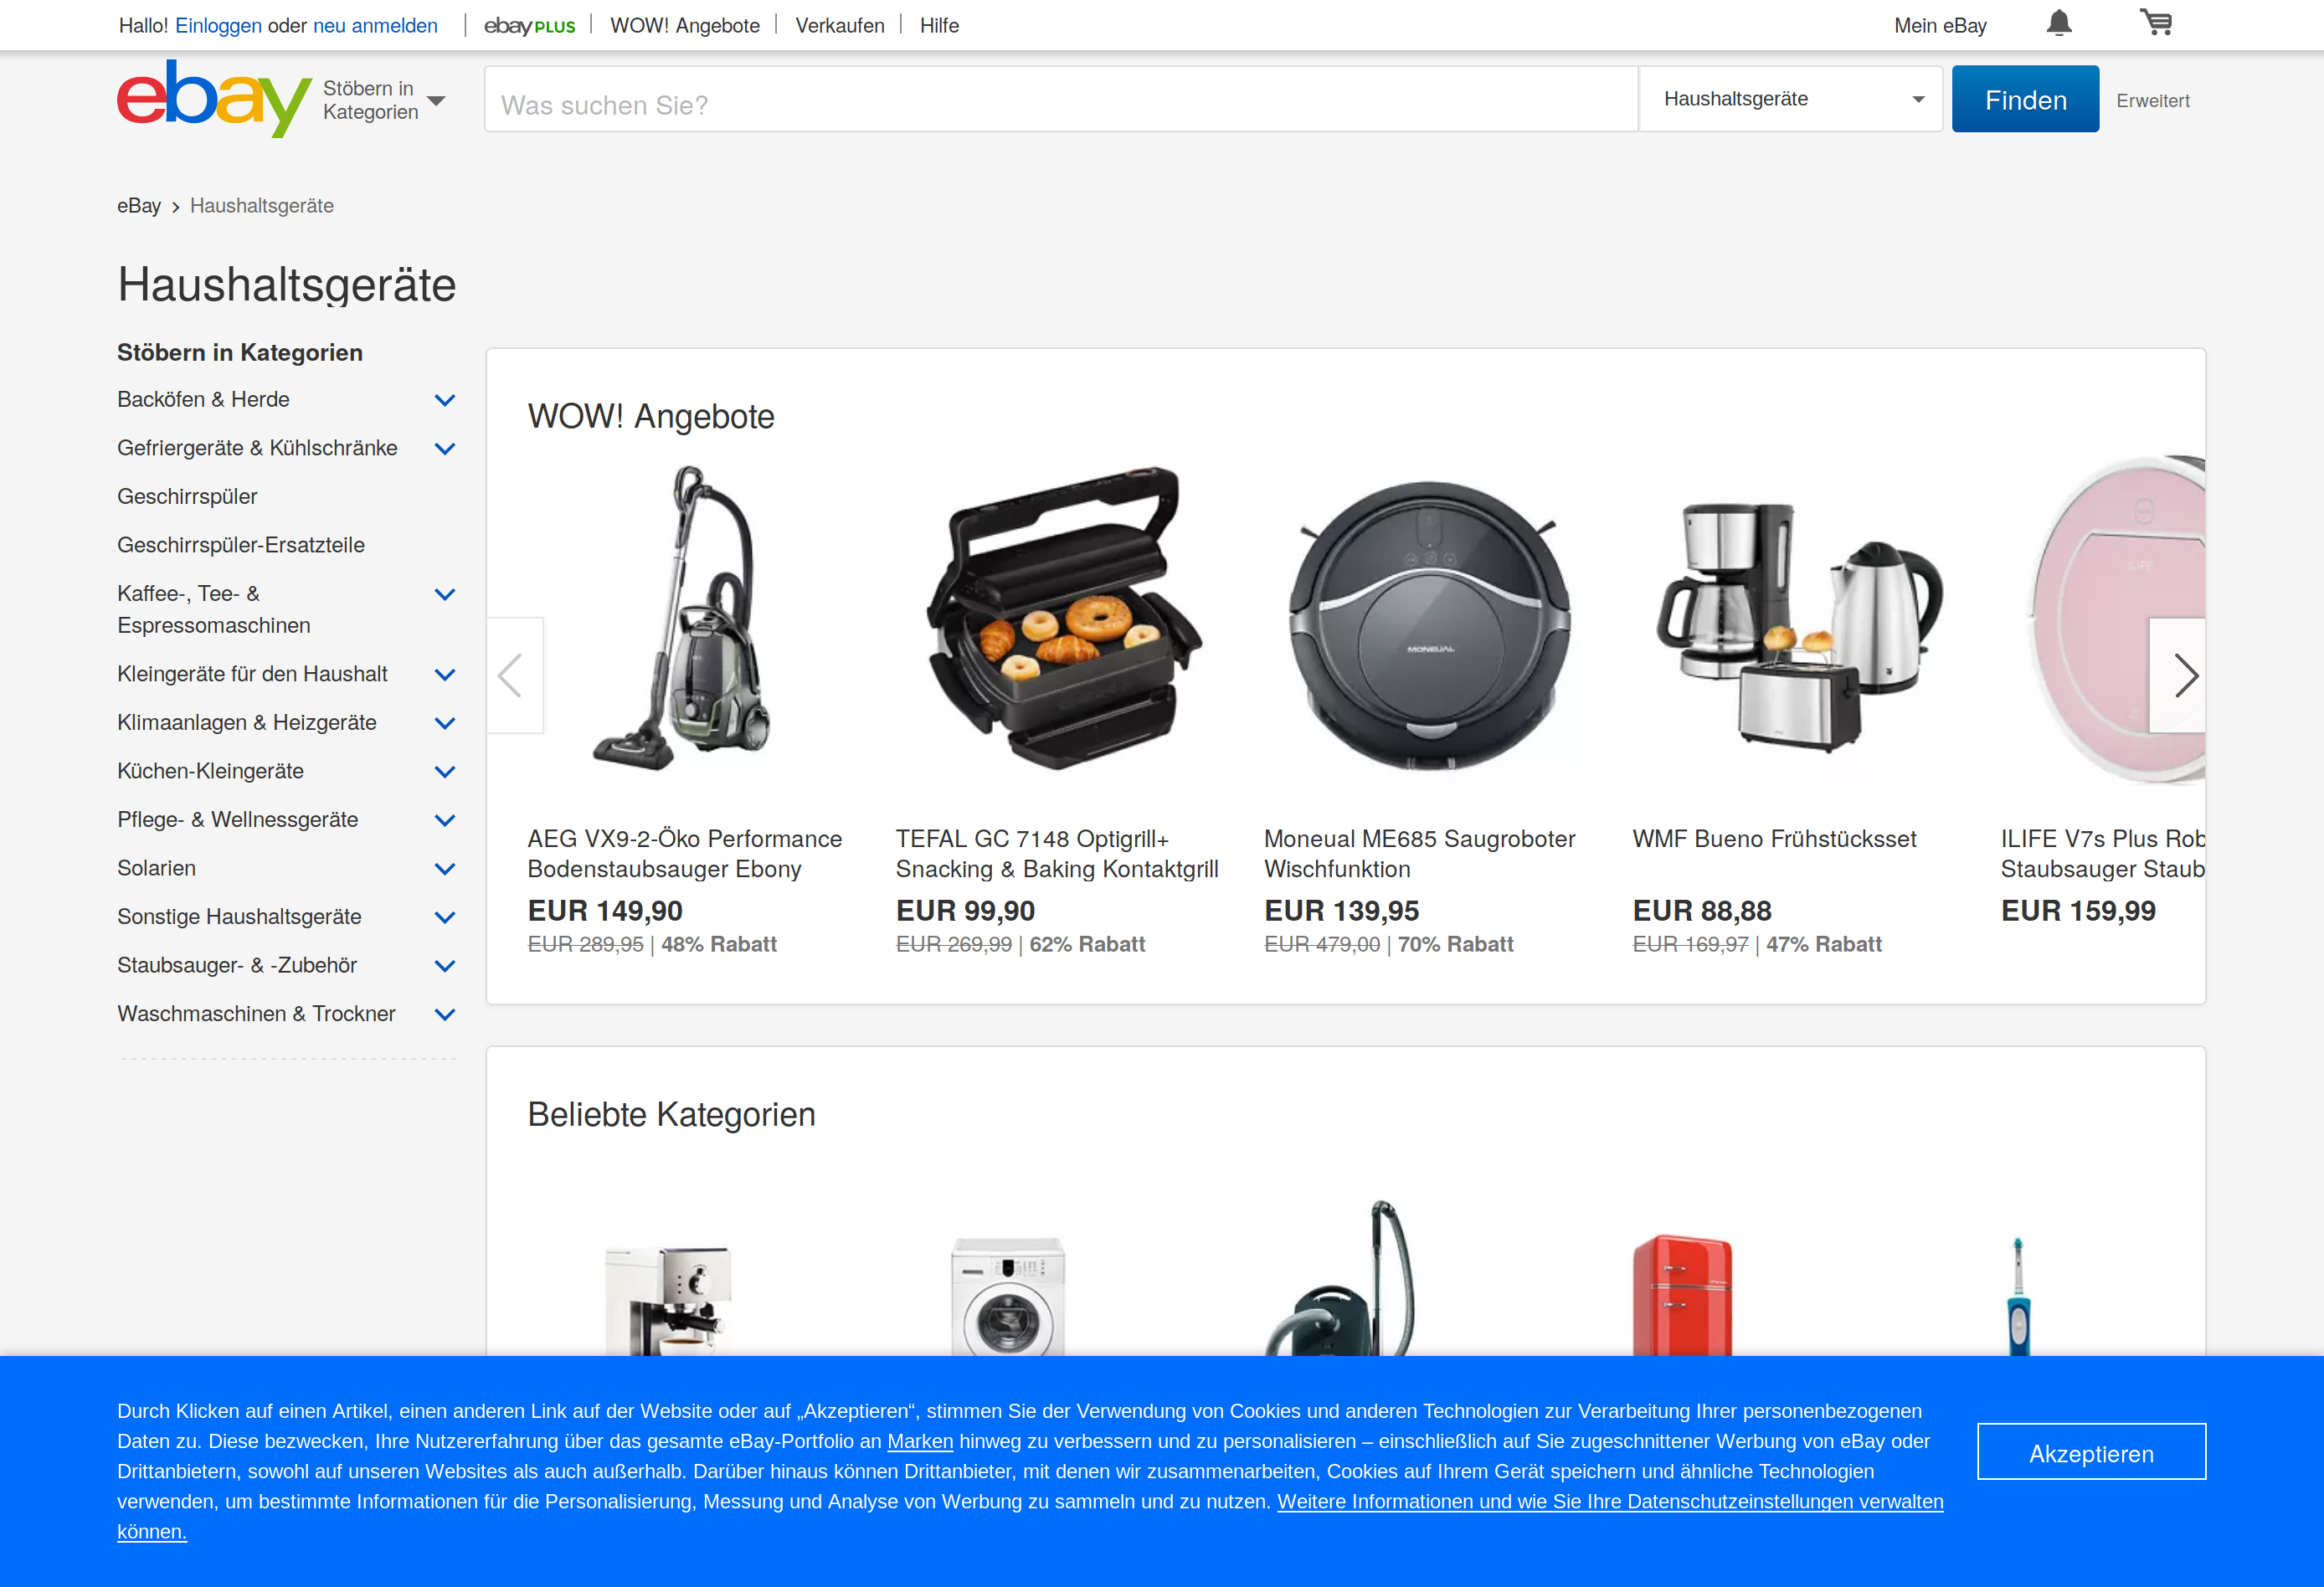 Hallo! Einloggen oder neu anmelden
ebay PLUS
WOW! Angebote
Verkaufen
Hilfe
Mein eBay
ebay
Stöbern in
Kategorien
Was suchen Sie?
Haushaltsgeräte
Finden
Erweitert
eBay
Haushaltsgeräte
Haushaltsgeräte
Stöbern in Kategorien
Backöfen & Herde
Gefriergeräte & Kühlschränke
Geschirrspüler
Geschirrspüler-Ersatzteile
Kaffee-, Tee- &
Espressomaschinen
Kleingeräte für den Haushalt
Klimaanlagen & Heizgeräte
Küchen-Kleingeräte
Pflege- & Wellnessgeräte
Solarien
Sonstige Haushaltsgeräte
Staubsauger- & -Zubehör
Waschmaschinen & Trockner
WOW! Angebote
MONEUAL
ILIFE
AEG VX9-2-Öko Performance
Bodenstaubsauger Ebony
EUR 149,90
EUR 289,95 | 48% Rabatt
TEFAL GC 7148 Optigrill+
Snacking & Baking Kontaktgrill
EUR 99,90
EUR 269,99 | 62% Rabatt
Moneual ME685 Saugroboter
Wischfunktion
EUR 139,95
EUR 479,00 | 70% Rabatt
WMF Bueno Frühstücksset
EUR 88,88
EUR 169,97 | 47% Rabatt
ILIFE V7s Plus Rob
Staubsauger Staub
EUR 159,99
Beliebte Kategorien
Durch Klicken auf einen Artikel, einen anderen Link auf der Website oder auf „Akzeptieren“, stimmen Sie der Verwendung von Cookies und anderen Technologien zur Verarbeitung Ihrer personenbezogenen
Daten zu. Diese bezwecken, Ihre Nutzererfahrung über das gesamte eBay-Portfolio an Marken hinweg zu verbessern und zu personalisieren – einschließlich auf Sie zugeschnittener Werbung von eBay oder
Drittanbietern, sowohl auf unseren Websites als auch außerhalb. Darüber hinaus können Drittanbieter, mit denen wir zusammenarbeiten, Cookies auf Ihrem Gerät speichern und ähnliche Technologien
verwenden, um bestimmte Informationen für die Personalisierung, Messung und Analyse von Werbung zu sammeln und zu nutzen. Weitere Informationen und wie Sie Ihre Datenschutzeinstellungen verwalten
können.
Akzeptieren